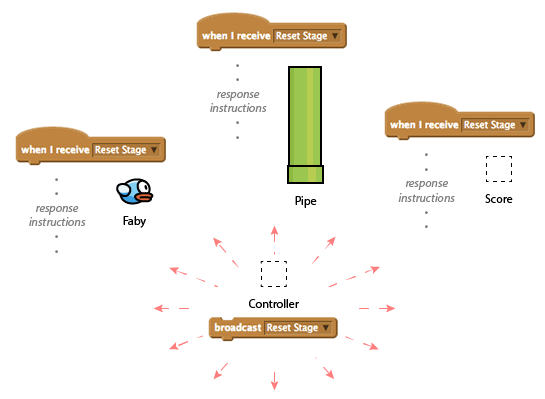 when I receive Reset Stage
response
instructions
Pipe
when I receive Reset Stage
response
instructions
Faby
when I receive Reset Stage
response
instructions
Score
Controller
broadcast Reset Stage